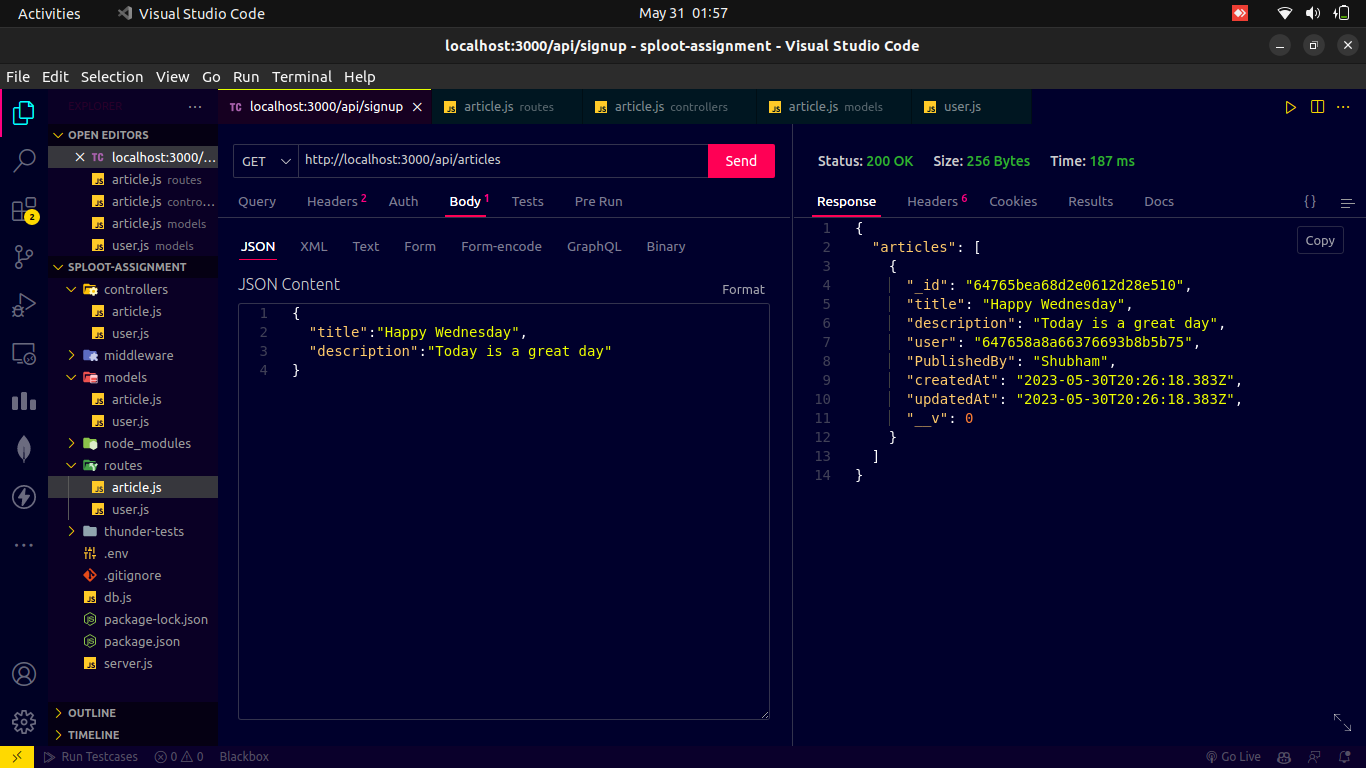 Activities
Visual Studio Code
May 31 01:57
localhost:3000/api/signup - sploot-assignment - Visual Studio Code
File Edit Selection View Go Run Terminal Help
EXPLORER ...
OPEN EDITORS
TC localhost:3000/...
JS article.js routes
JS article.js contro...
JS article.js models
JS user.js models
SPLOOT-ASSIGNMENT
controllers
JS article.js
JS user.js
middleware
models
JS article.js
JS user.js
node_modules
routes
JS article.js
JS user.js
thunder-tests
.env
.gitignore
JS db.js
package-lock.json
package.json
JS server.js
OUTLINE
TIMELINE
2
TC localhost:3000/api/signup
JS article.js routes
JS article.js controllers
JS article.js models
JS user.js
GET http://localhost:3000/api/articles Send
Query Headers 2 Auth Body 1 Tests Pre Run
JSON XML Text Form Form-encode GraphQL Binary
JSON Content Format
1 {
2 "title":"Happy Wednesday",
3 "description":"Today is a great day"
4 }
Status: 200 OK Size: 256 Bytes Time: 187 ms
Response Headers 6 Cookies Results Docs {}
Copy
1 {
2 "articles": [
3 {
4 "_id": "64765bea68d2e0612d28e510",
5 "title": "Happy Wednesday",
6 "description": "Today is a great day",
7 "user": "647658a8a66376693b8b5b75",
8 "PublishedBy": "Shubham",
9 "createdAt": "2023-05-30T20:26:18.383Z",
10 "updatedAt": "2023-05-30T20:26:18.383Z",
11 "__v": 0
12 }
13 ]
14 }
Run Testcases 0 0 Blackbox Go Live